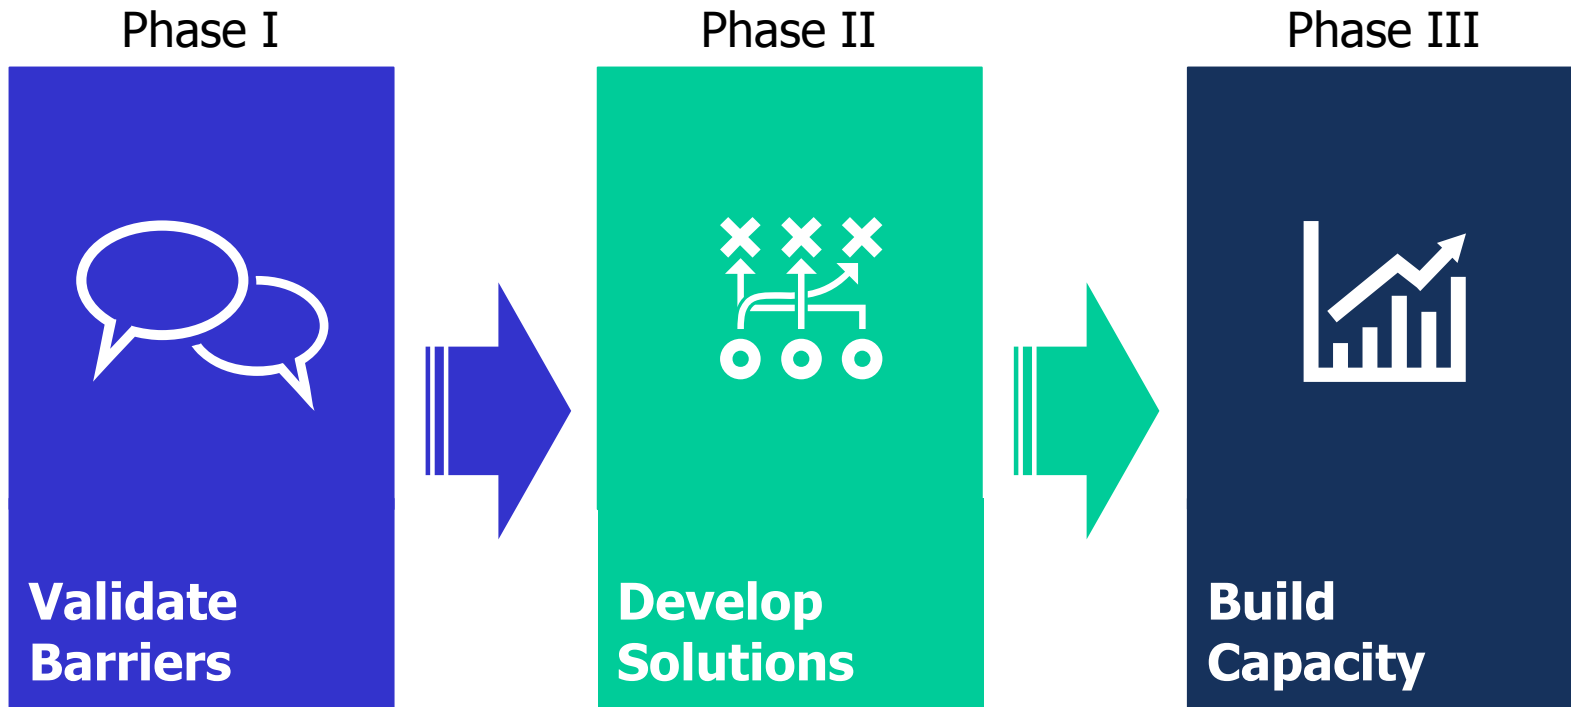 Phase I
Phase II
Phase III
Validate
Barriers
Develop
Solutions
Build
Capacity